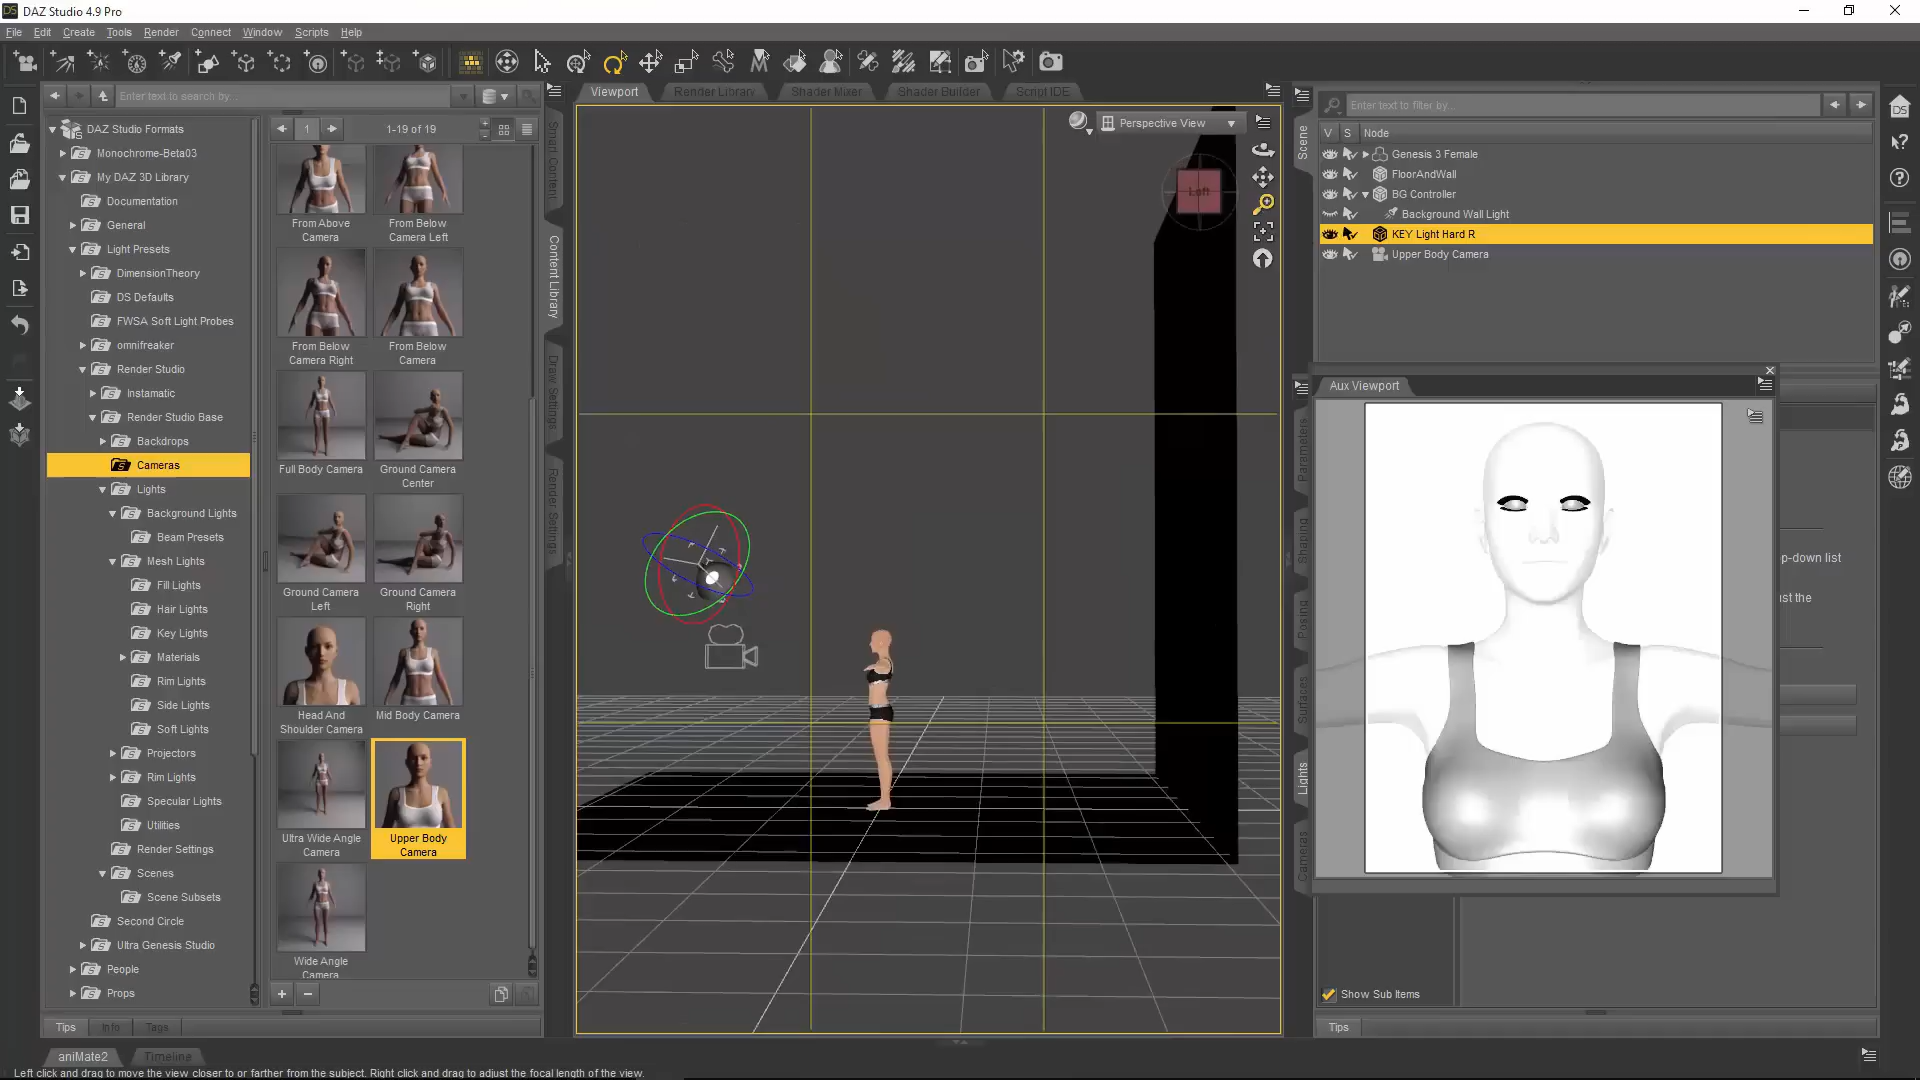 DAZ Studio 4.9 Pro
File Edit Create Tools Render Connect Window Scripts Help
Enter text to search by...
DAZ Studio Formats
Monochrome-Beta03
My DAZ 3D Library
Documentation
General
Light Presets
DimensionTheory
DS Defaults
FWSA Soft Light Probes
omnifreaker
Render Studio
Instamatic
Render Studio Base
Backdrops
Cameras
Lights
Background Lights
Beam Presets
Mesh Lights
Fill Lights
Hair Lights
Key Lights
Materials
Rim Lights
Side Lights
Soft Lights
Projectors
Rim Lights
Specular Lights
Utilities
Render Settings
Scenes
Scene Subsets
Second Circle
Ultra Genesis Studio
People
Props
1
1-19 of 19
From Above
Camera
From Below
Camera Left
From Below
Camera Right
From Below
Camera
Full Body Camera
Ground Camera
Center
Ground Camera
Left
Ground Camera
Right
Head And
Shoulder Camera
Mid Body Camera
Ultra Wide Angle
Camera
Upper Body
Camera
Wide Angle
Camera
Tips Info Tags
aniMate2 Timeline
Left click and drag to move the view closer to or farther from the subject. Right click and drag to adjust the focal length of the view.
Smart Content
Content Library
Draw Settings
Render Settings
Viewport Render Library Shader Mixer Shader Builder Script IDE
Perspective View
Left
Scene
Enter text to filter by...
V S Node
Genesis 3 Female
FloorAndWall
BG Controller
Background Wall Light
KEY Light Hard R
Upper Body Camera
Aux Viewport
Parameters
Shaping
Posing
Surfaces
Lights
Cameras
p-down list
ust the
Show Sub Items
Tips